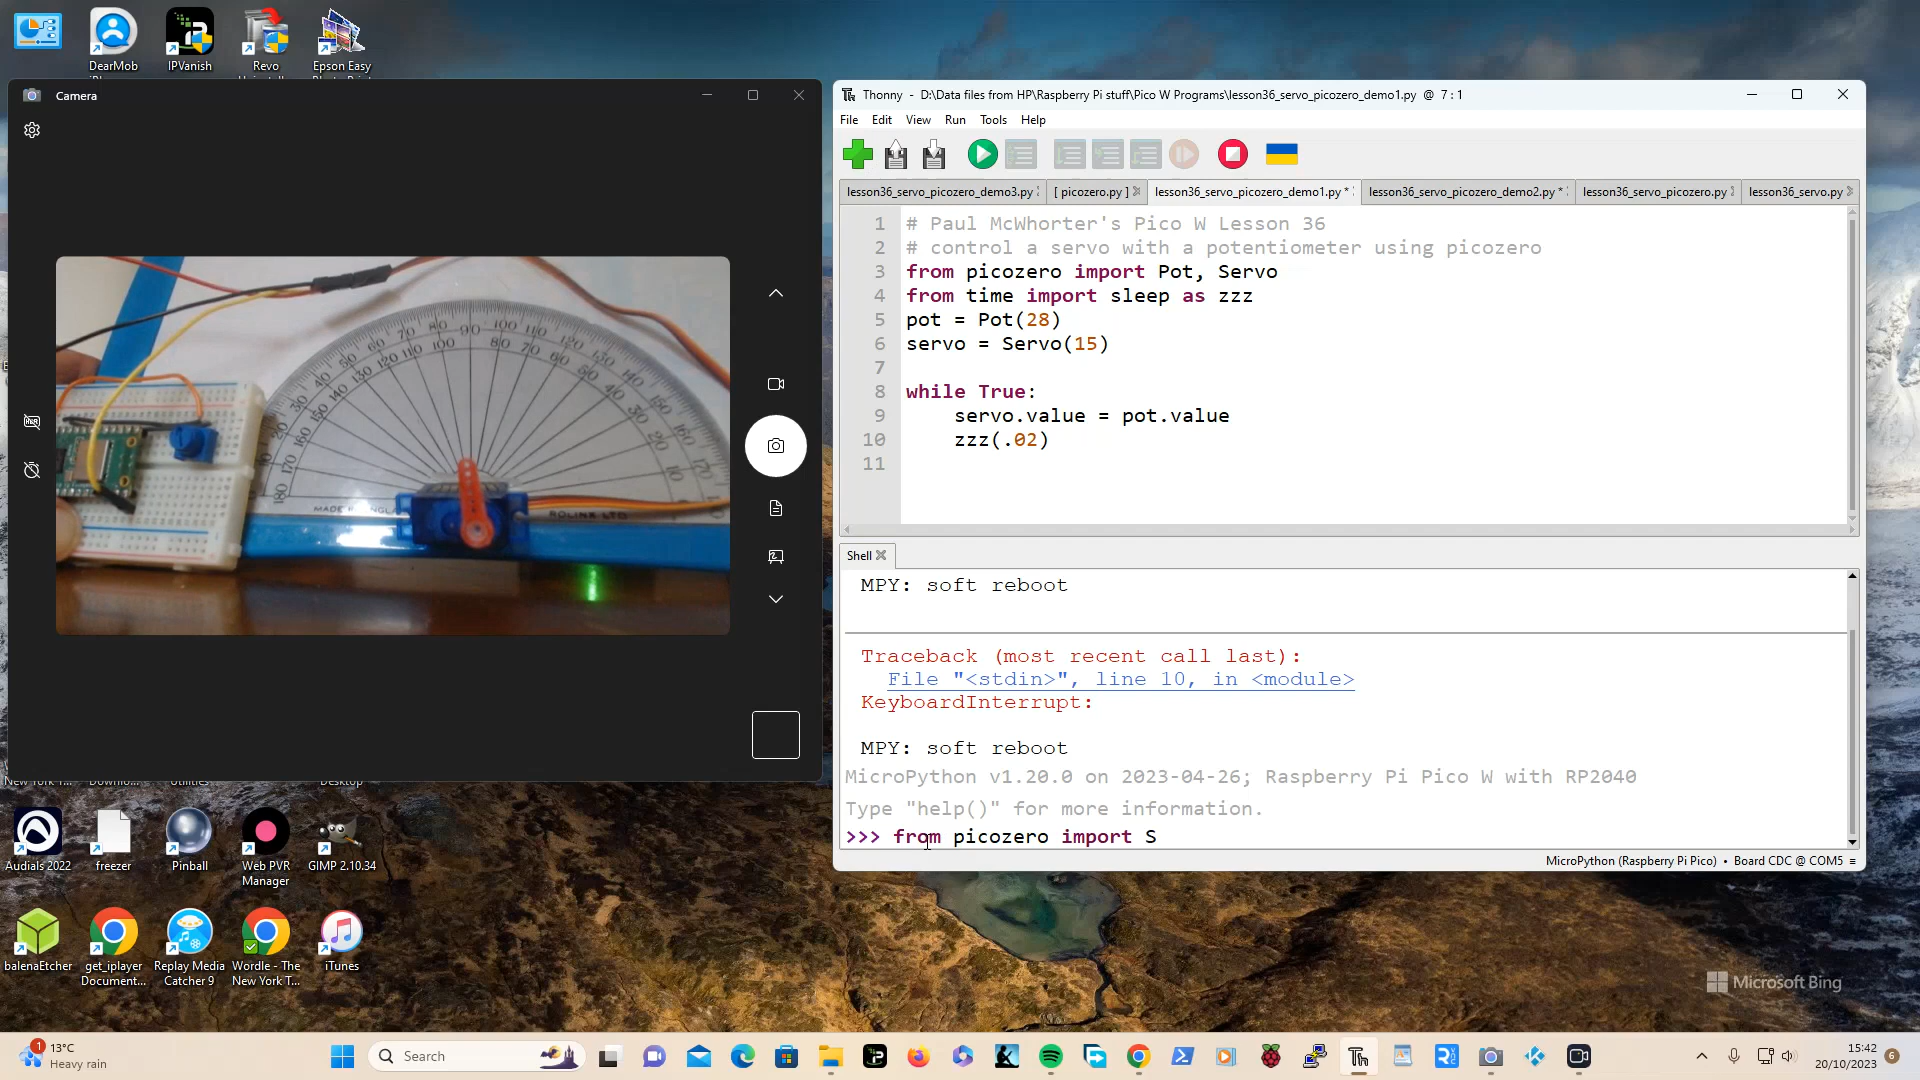 DearMob
IPVanish
Revo
Epson Easy
Camera
Thonny - D:\Data files from HP\Raspberry Pi stuff\Pico W Programs\lesson36_servo_picozero_demo1.py @ 7 : 1
File Edit View Run Tools Help
lesson36_servo_picozero_demo3.py [ picozero.py ] lesson36_servo_picozero_demo1.py * lesson36_servo_picozero_demo2.py * lesson36_servo_picozero.py lesson36_servo.py
1 # Paul McWhorter's Pico W Lesson 36
2 # control a servo with a potentiometer using picozero
3 from picozero import Pot, Servo
4 from time import sleep as zzz
5 pot = Pot(28)
6 servo = Servo(15)
7
8 while True:
9 servo.value = pot.value
10 zzz(.02)
11
Shell
MPY: soft reboot
Traceback (most recent call last):
File "<stdin>", line 10, in <module>
KeyboardInterrupt:
MPY: soft reboot
MicroPython v1.20.0 on 2023-04-26; Raspberry Pi Pico W with RP2040
Type "help()" for more information.
>>> from picozero import S
MicroPython (Raspberry Pi Pico) • Board CDC @ COM5 ≡
Audials 2022
freezer
Pinball
Web PVR
Manager
GIMP 2.10.34
balenaEtcher
get_iplayer
Document...
Replay Media
Catcher 9
Wordle - The
New York T...
iTunes
Microsoft Bing
13°C
Heavy rain
Search
15:42
20/10/2023
6